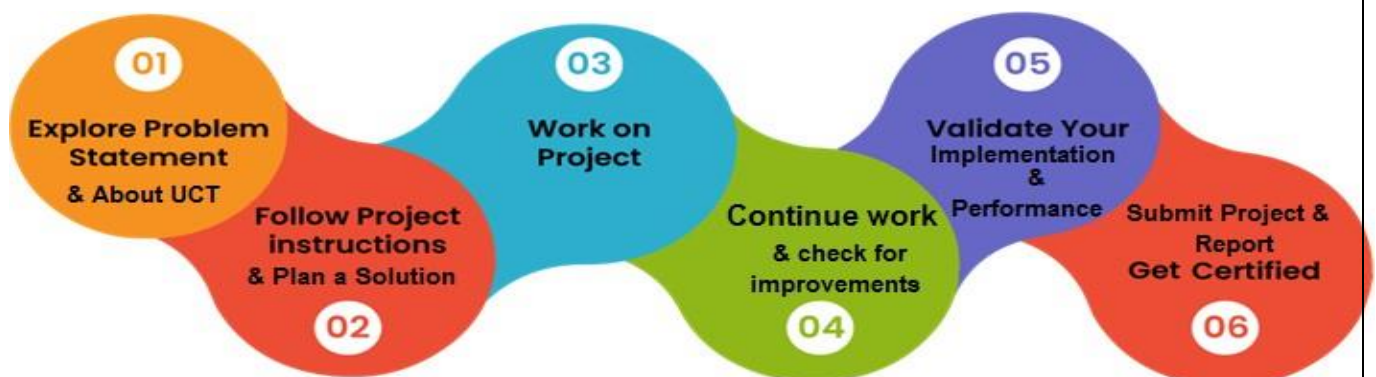 01
Explore Problem
Statement
& About UCT
Follow Project
instructions
& Plan a Solution
02
03
Work on
Project
Continue work
& check for
improvements
04
05
Validate Your
Implementation
&
Performance
Submit Project &
Report
Get Certified
06